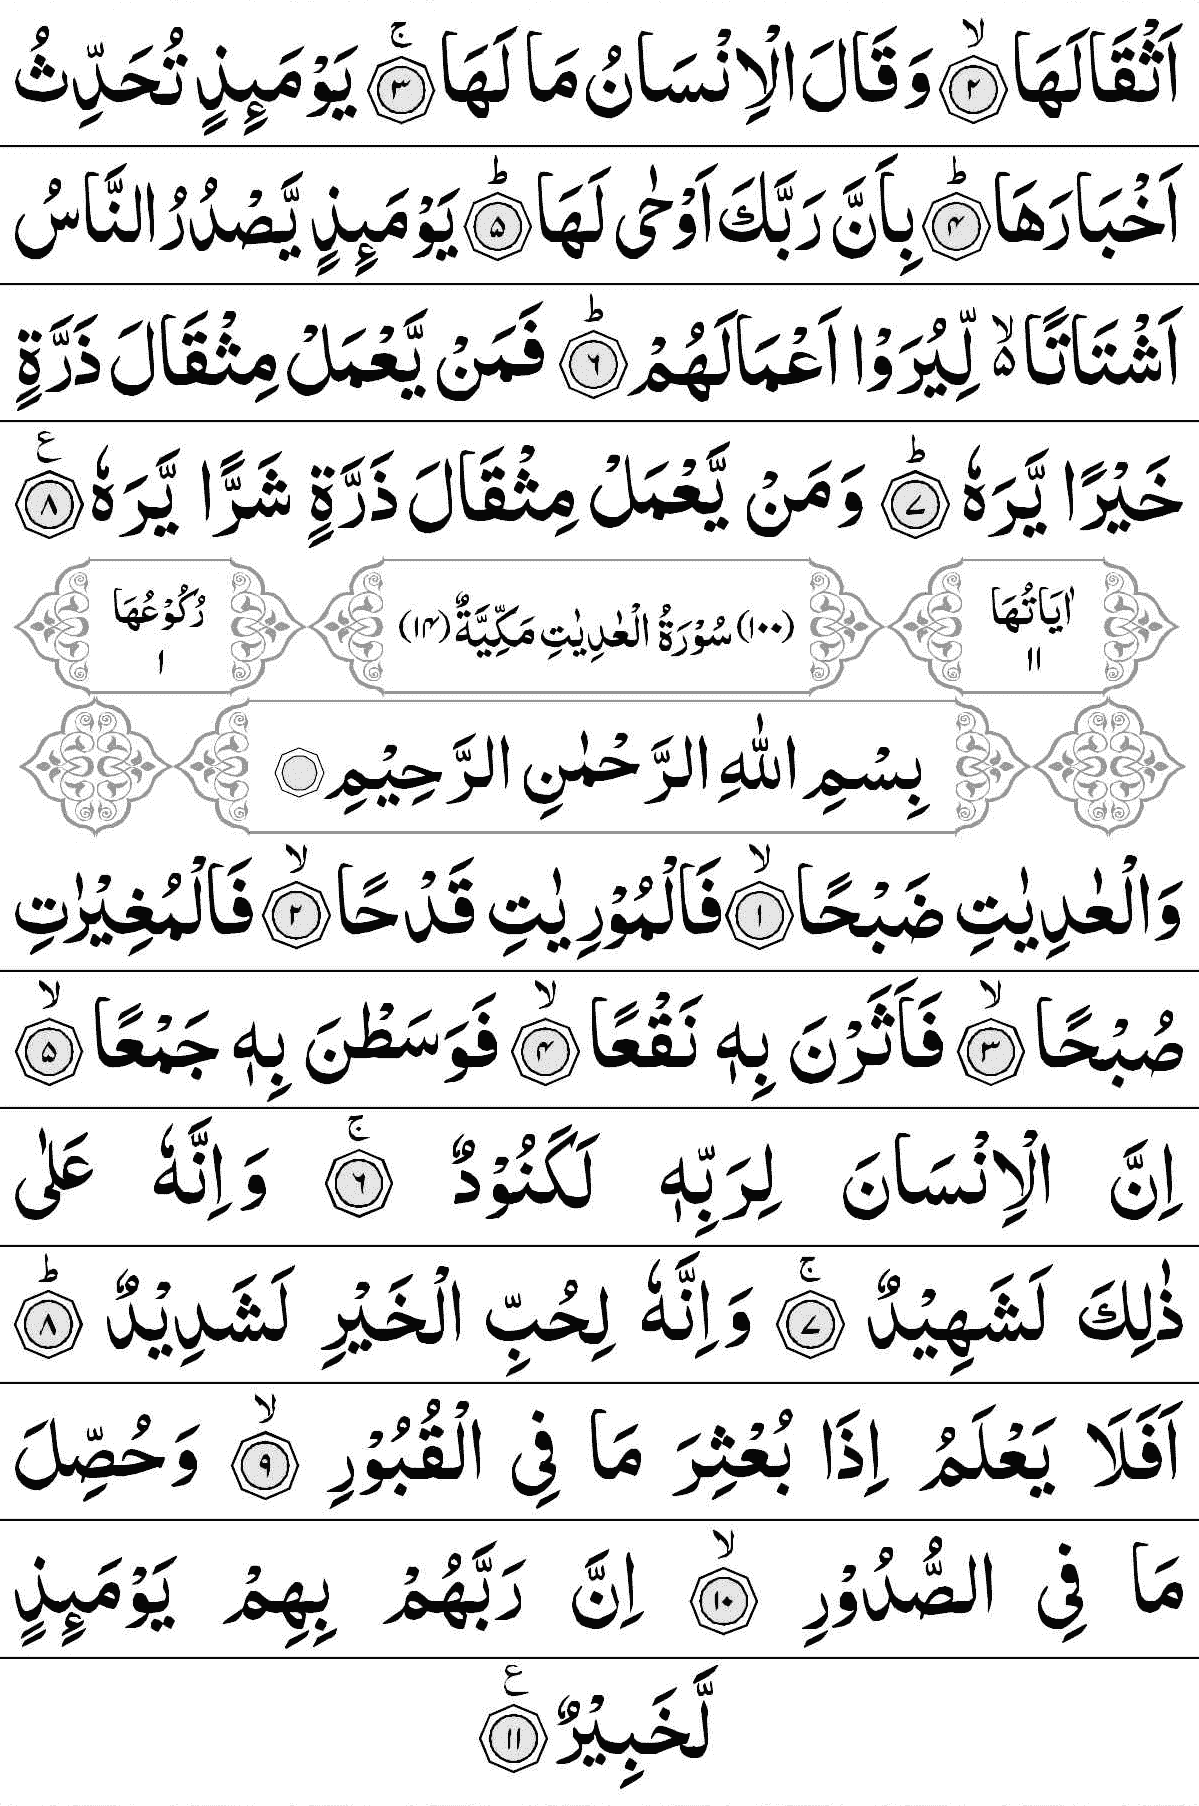 اَثْقَالَهَا ۙ﴿۲﴾ وَقَالَ الْاِنْسَانُ مَا لَهَا ۚ﴿۳﴾ يَوْمَىِٕذٍ تُحَدِّثُ
اَخْبَارَهَا ؕ﴿۴﴾ بِاَنَّ رَبَّكَ اَوْحٰى لَهَا ؕ﴿۵﴾ يَوْمَىِٕذٍ يَّصْدُرُ النَّاسُ
اَشْتَاتًا ۙ۬ لِّيُرَوْا اَعْمَالَهُمْ ؕ﴿۶﴾ فَمَنْ يَّعْمَلْ مِثْقَالَ ذَرَّةٍ
خَيْرًا يَّرَهٗ ؕ﴿۷﴾ وَمَنْ يَّعْمَلْ مِثْقَالَ ذَرَّةٍ شَرًّا يَّرَهٗ ﴿۸﴾ ع
اٰيَاتُهَا ۱۱ (۱۰۰) سُوْرَةُ الْعٰدِيٰتِ مَكِّيَّةٌ (۱۴) رُكُوْعُهَا ۱
بِسْمِ اللّٰهِ الرَّحْمٰنِ الرَّحِيْمِ
وَالْعٰدِيٰتِ ضَبْحًا ۙ﴿۱﴾ فَالْمُوْرِيٰتِ قَدْحًا ۙ﴿۲﴾ فَالْمُغِيْرٰتِ
صُبْحًا ۙ﴿۳﴾ فَاَثَرْنَ بِهٖ نَقْعًا ۙ﴿۴﴾ فَوَسَطْنَ بِهٖ جَمْعًا ۙ﴿۵﴾
اِنَّ الْاِنْسَانَ لِرَبِّهٖ لَكَنُوْدٌ ۚ﴿۶﴾ وَاِنَّهٗ عَلٰى
ذٰلِكَ لَشَهِيْدٌ ۚ﴿۷﴾ وَاِنَّهٗ لِحُبِّ الْخَيْرِ لَشَدِيْدٌ ؕ﴿۸﴾
اَفَلَا يَعْلَمُ اِذَا بُعْثِرَ مَا فِى الْقُبُوْرِ ۙ﴿۹﴾ وَحُصِّلَ
مَا فِى الصُّدُوْرِ ۙ﴿۱۰﴾ اِنَّ رَبَّهُمْ بِهِمْ يَوْمَىِٕذٍ
لَّخَبِيْرٌ ﴿۱۱﴾ ع